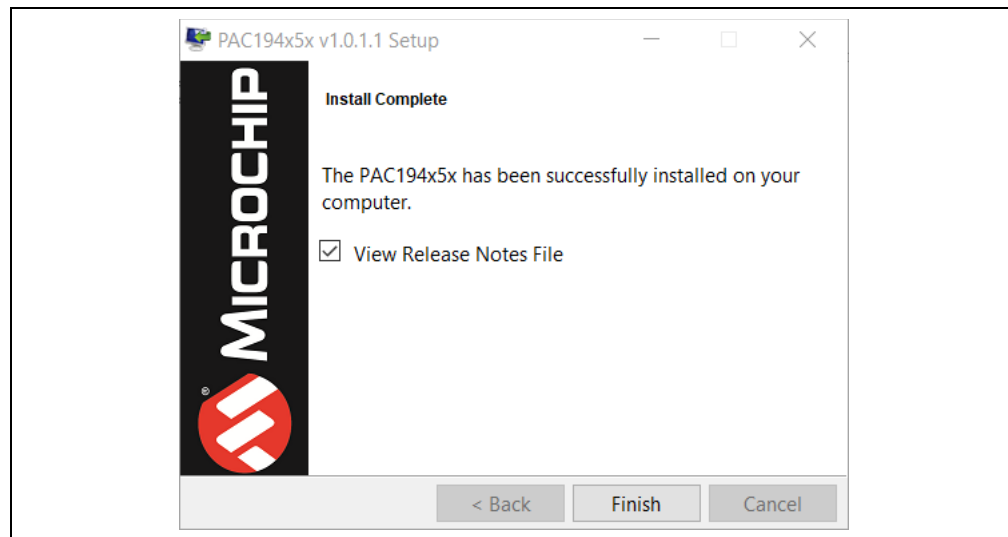 PAC194x5x v1.0.1.1 Setup
Install Complete
The PAC194x5x has been successfully installed on your
computer.
View Release Notes File
MICROCHIP
®
< Back
Finish
Cancel